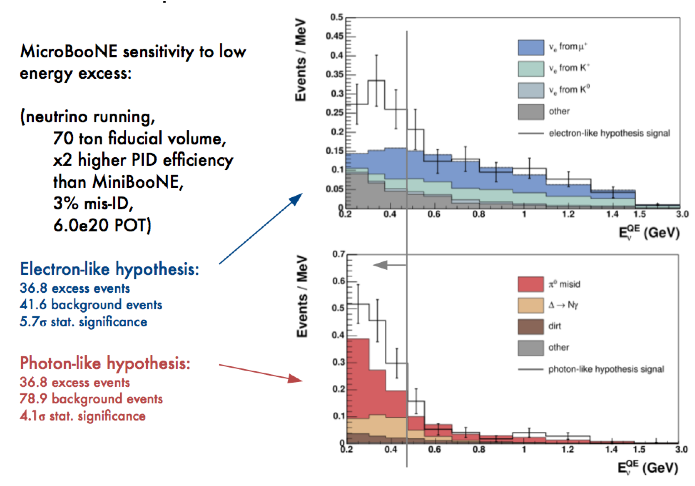 MicroBooNE sensitivity to low
energy excess:
(neutrino running,
70 ton fiducial volume,
x2 higher PID efficiency
than MiniBooNE,
3% mis-ID,
6.0e20 POT)
Electron-like hypothesis:
36.8 excess events
41.6 background events
5.7σ stat. significance
Photon-like hypothesis:
36.8 excess events
78.9 background events
4.1σ stat. significance
Events / MeV
0.5
0.45
0.4
0.35
0.3
0.25
0.2
0.15
0.1
0.05
0.2 0.4 0.6 0.8 1.0 1.2 1.4 1.5 3.0
νe from μ+
νe from K+
νe from K0
other
electron-like hypothesis signal
EνQE (GeV)
Events / MeV
0.7
0.6
0.5
0.4
0.3
0.2
0.1
0
0.2 0.4 0.6 0.8 1.0 1.2 1.4 1.5 3.0
π0 misid
Δ → Nγ
dirt
other
photon-like hypothesis signal
EνQE (GeV)